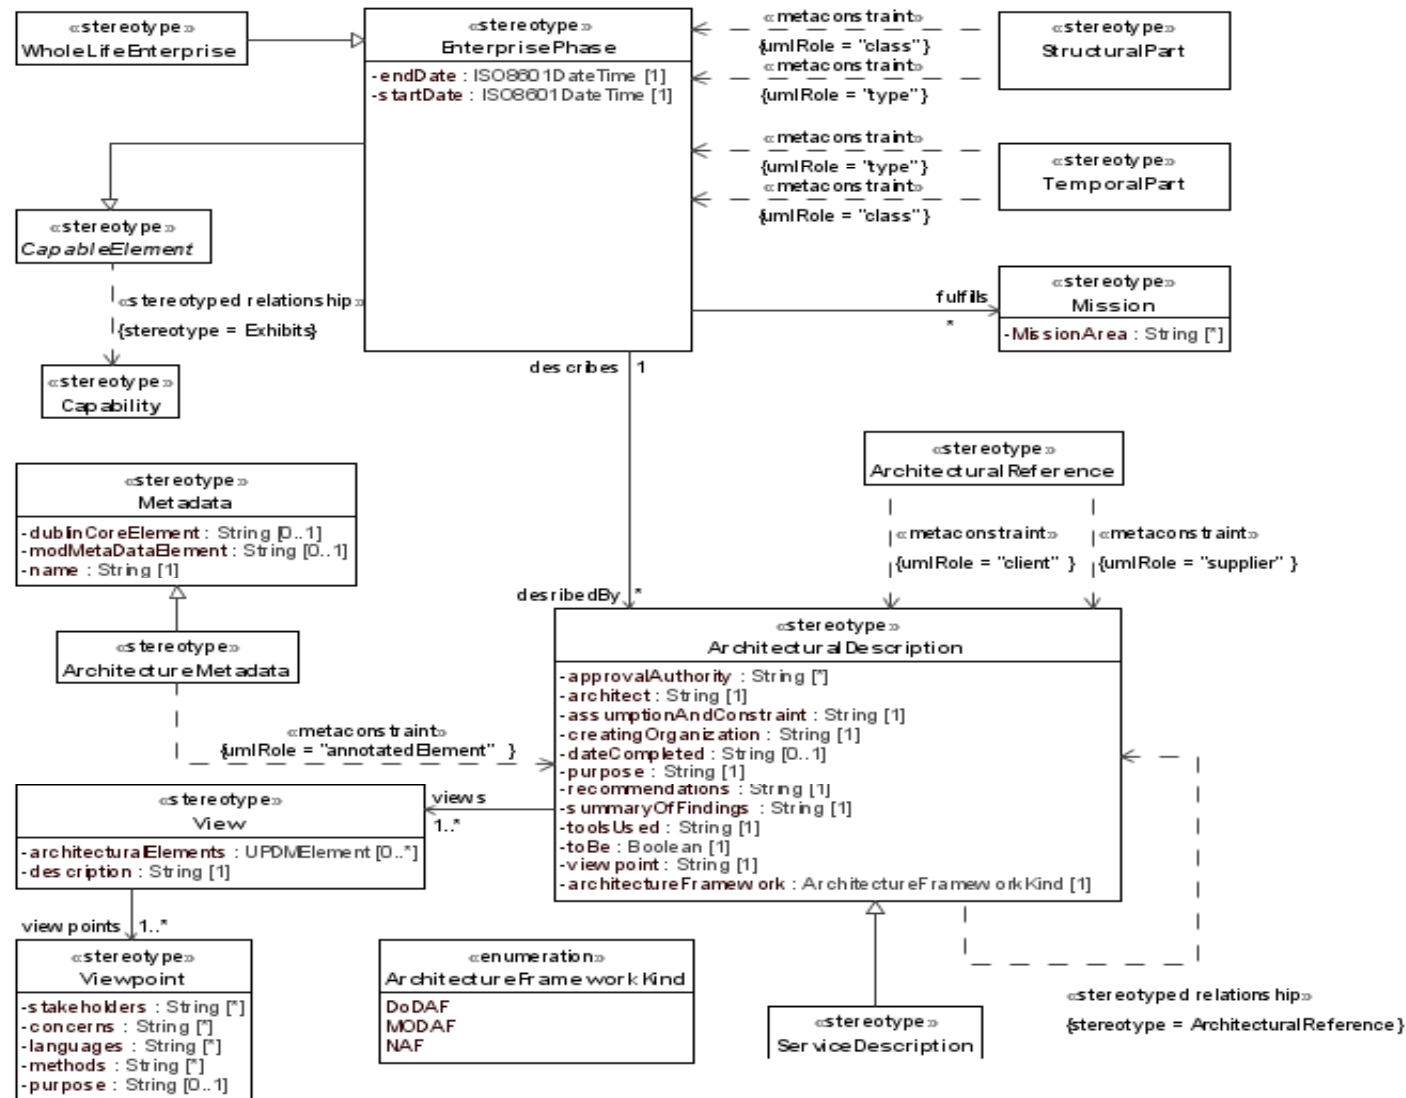 «stereotype»
WholeLifeEnterprise
«stereotype»
EnterprisePhase
-endDate : ISO8601DateTime [1]
-startDate : ISO8601DateTime [1]
«metaconstraint»
{umlRole = "class"}
«metaconstraint»
{umlRole = "type"}
«stereotype»
StructuralPart
«metaconstraint»
{umlRole = "type"}
«metaconstraint»
{umlRole = "class"}
«stereotype»
TemporalPart
«stereotype»
CapableElement
«stereotyped relationship»
{stereotype = Exhibits}
«stereotype»
Capability
fulfills
*
«stereotype»
Mission
-MissionArea : String [*]
describes 1
«stereotype»
ArchitecturalReference
«metaconstraint»
{umlRole = "client" }
«metaconstraint»
{umlRole = "supplier" }
«stereotype»
Metadata
-dublinCoreElement : String [0..1]
-modMetaDataElement : String [0..1]
-name : String [1]
«stereotype»
ArchitectureMetadata
«metaconstraint»
{umlRole = "annotatedElement" }
desribedBy *
«stereotype»
ArchitecturalDescription
-approvalAuthority : String [*]
-architect : String [1]
-assumptionAndConstraint : String [1]
-creatingOrganization : String [1]
-dateCompleted : String [0..1]
-purpose : String [1]
-recommendations : String [1]
-summaryOfFindings : String [1]
-toolsUsed : String [1]
-toBe : Boolean [1]
-viewpoint : String [1]
-architectureFramework : ArchitectureFrameworkKind [1]
views
1..*
«stereotype»
View
-architecturalElements : UPDMElement [0..*]
-description : String [1]
viewpoints 1..*
«stereotype»
Viewpoint
-stakeholders : String [*]
-concerns : String [*]
-languages : String [*]
-methods : String [*]
-purpose : String [0..1]
«enumeration»
ArchitectureFrameworkKind
DoDAF
MODAF
NAF
«stereotype»
ServiceDescription
«stereotyped relationship»
{stereotype = ArchitecturalReference}